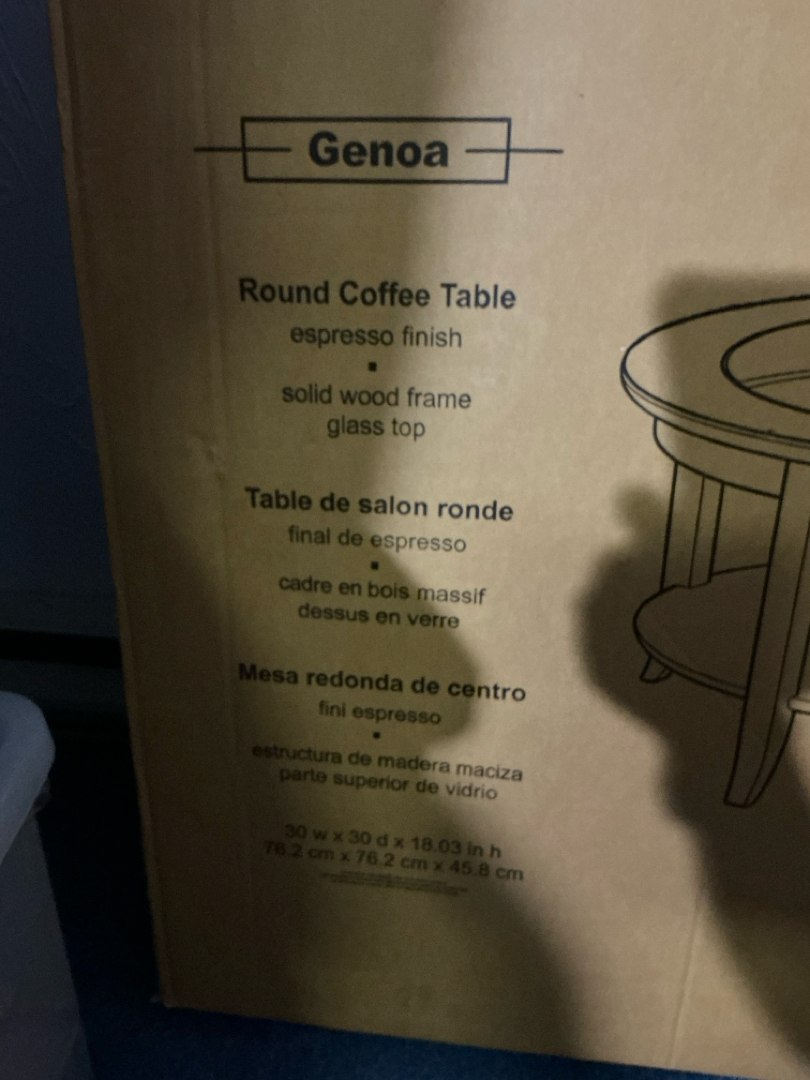 Genoa
Round Coffee Table
espresso finish
solid wood frame
glass top
Table de salon ronde
final de espresso
cadre en bois massif
dessus en verre
Mesa redonda de centro
fini espresso
estructura de madera maciza
parte superior de vidrio
30 w x 30 d x 18.03 in h
76.2 cm x 76.2 cm x 45.8 cm